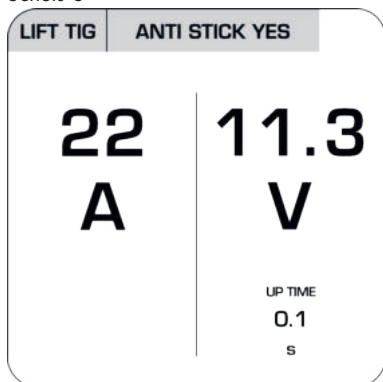 LIFT TIG ANTI STICK YES
22 11.3
A V
UP TIME
0.1
s